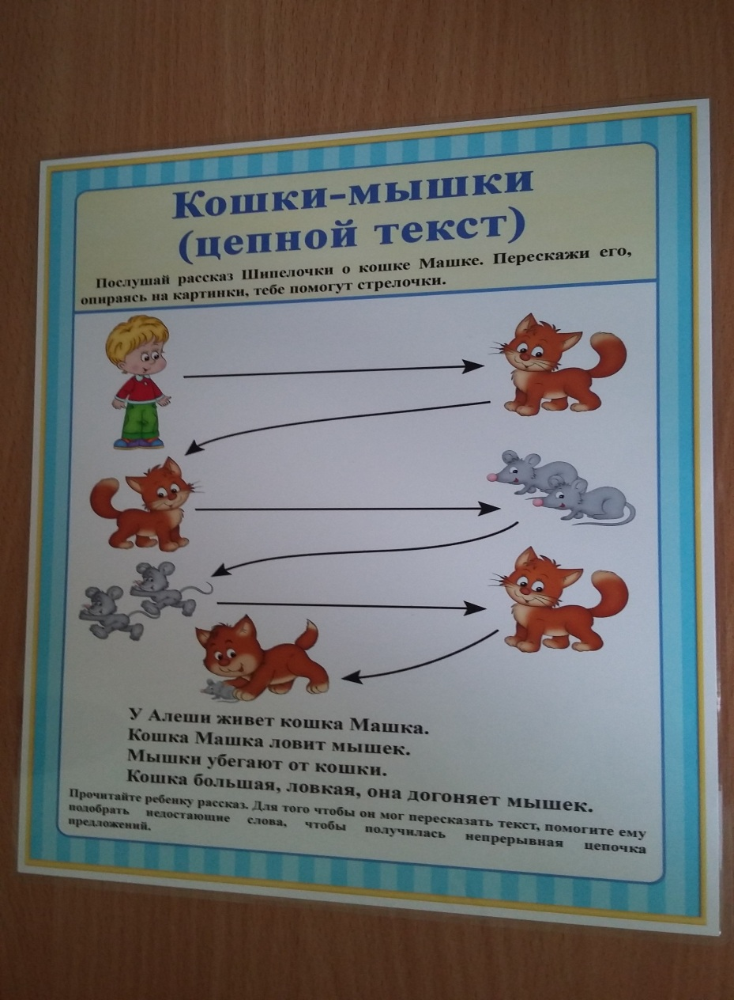 Кошки-мышки
(цепной текст)
Послушай рассказ Шипелочки о кошке Машке. Перескажи его,
опираясь на картинки, тебе помогут стрелочки.
У Алеши живет кошка Машка.
Кошка Машка ловит мышек.
Мышки убегают от кошки.
Кошка большая, ловкая, она догоняет мышек.
Прочитайте ребенку рассказ. Для того чтобы он мог пересказать текст, помогите ему
подобрать недостающие слова, чтобы получилась непрерывная цепочка
предложений.